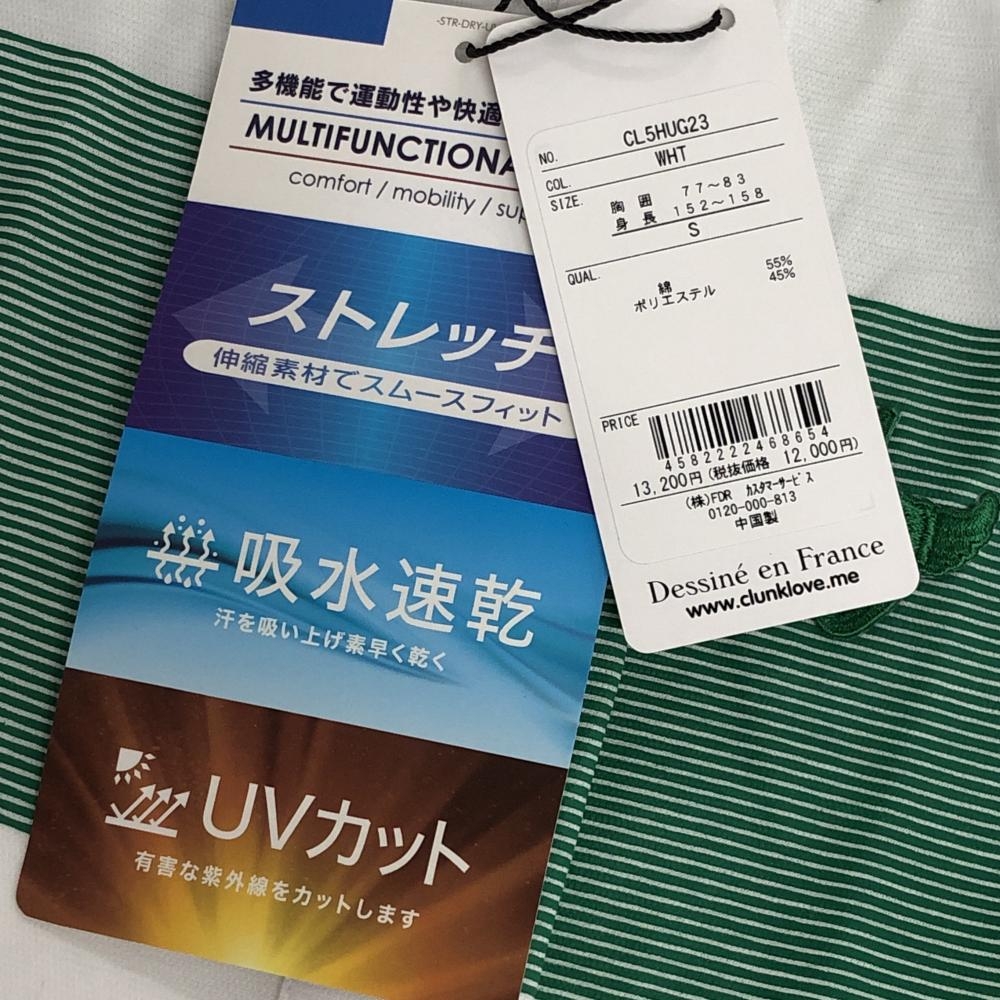 -STR-DRY-U
多機能で運動性や快適
MULTIFUNCTIONA
comfort / mobility / sup
ストレッチ
伸縮素材でスムースフィット
吸水速乾
汗を吸い上げ素早く乾く
UVカット
有害な紫外線をカットします
NO. CL5HUG23
COL. WHT
SIZE. 胸囲 77～83
身長 152～158
S
QUAL.
綿 55%
ポリエステル 45%
PRICE
4582222468654
13,200円 (税抜価格 12,000円)
(株)FDR カスタマーサービス
0120-000-813
中国製
Dessiné en France
www.clunklove.me